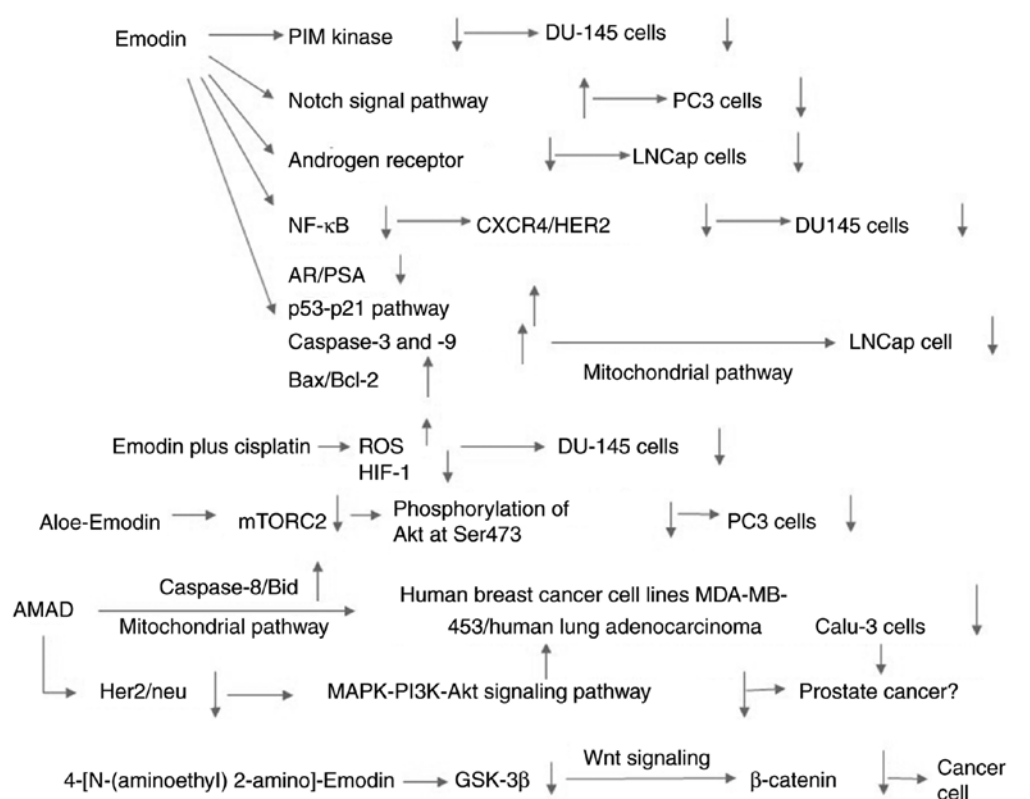 Emodin PIM kinase DU-145 cells
Notch signal pathway PC3 cells
Androgen receptor LNCap cells
NF-κB CXCR4/HER2 DU145 cells
AR/PSA
p53-p21 pathway
Caspase-3 and -9 LNCap cell
Bax/Bcl-2 Mitochondrial pathway
Emodin plus cisplatin ROS DU-145 cells
HIF-1
Aloe-Emodin mTORC2 Phosphorylation of PC3 cells
Akt at Ser473
Caspase-8/Bid Human breast cancer cell lines MDA-MB-
AMAD
Mitochondrial pathway 453/human lung adenocarcinoma Calu-3 cells
Her2/neu MAPK-PI3K-Akt signaling pathway Prostate cancer?
Wnt signaling
4-[N-(aminoethyl) 2-amino]-Emodin GSK-3β β-catenin Cancer
cell